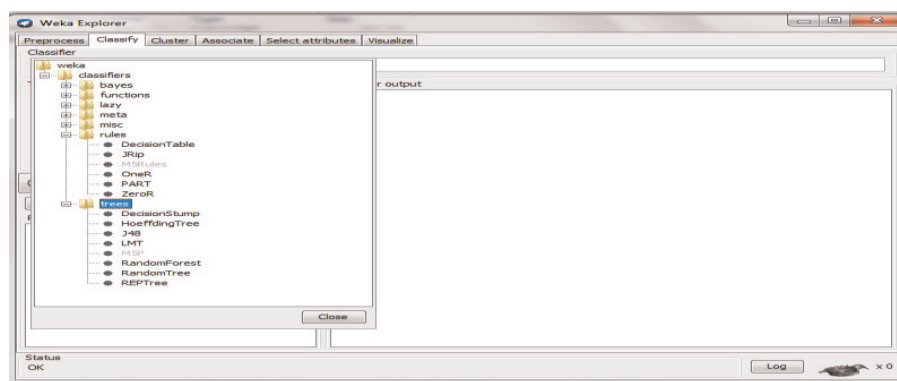 Weka Explorer
Preprocess Classify Cluster Associate Select attributes Visualize
Classifier
weka
classifiers
bayes
functions
lazy
meta
misc
rules
DecisionTable
JRip
M5Rules
OneR
PART
ZeroR
trees
DecisionStump
HoeffdingTree
J48
LMT
M5P
RandomForest
RandomTree
REPTree
Close
r output
Status
OK
Log
x 0